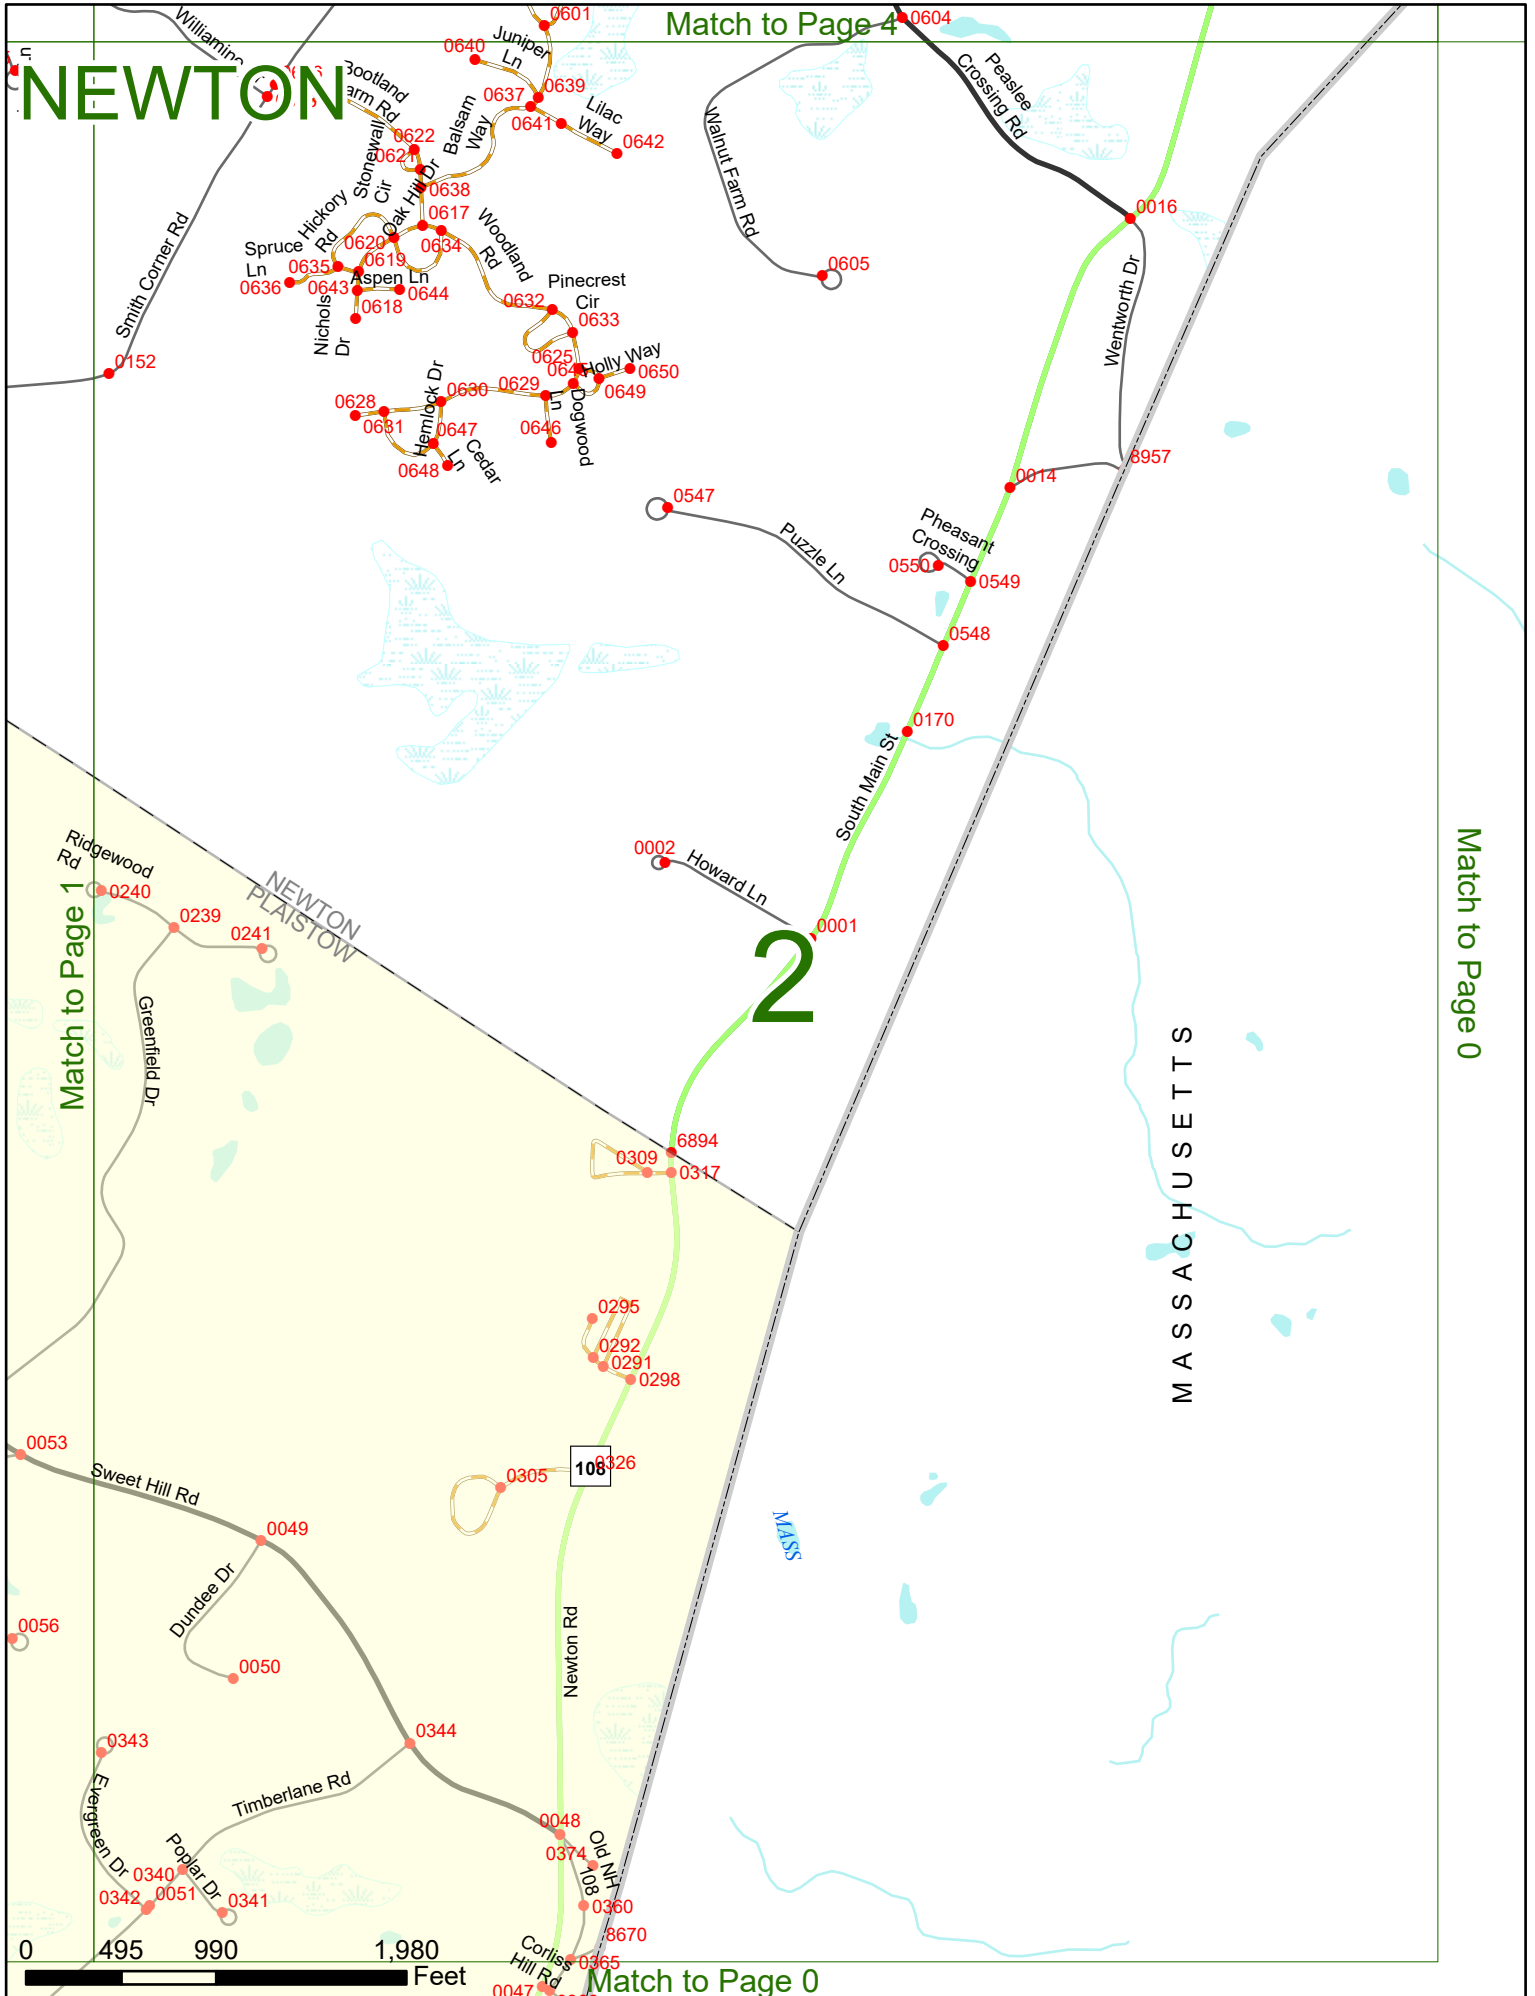 Match to Page 4
NEWTON
0601
0604
Juniper
Ln
0640
Williamine
Peaslee
Crossing Rd
0639
0637
Lilac
Way
0641
0642
Balsam
Way
0622
0621
Stonewall
Cir
Oak Hill Dr
0638
Walnut Farm Rd
0016
0617
Hickory
Rd
0620
0634
Woodland
Rd
Spruce
Ln
0635
0619
0636
0643
Aspen Ln
0644
0618
Nichols
Dr
0605
Pinecrest
Cir
0632
0633
Smith Corner Rd
Wentworth Dr
0152
0625
Holly Way
0650
0649
0629
Ln
Dogwood
0630
Hemlock Dr
0628
0631
0647
0646
0648
Cedar
Ln
8957
0014
0547
Puzzle Ln
Pheasant
Crossing
0550
0549
0548
0170
South Main St
0002
Howard Ln
0001
2
Ridgewood
Rd
0240
0239
0241
NEWTON
PLAISTOW
Match to Page 1
Match to Page 0
Greenfield Dr
MASSACHUSETTS
6894
0309
0317
0295
0292
0291
0298
0053
Sweet Hill Rd
108
0326
0305
0049
MASS
Dundee Dr
0056
0050
Newton Rd
0343
0344
Evergreen Dr
Timberlane Rd
0048
0374
Old NH
108
Poplar Dr
0340
0342
0051
0341
0360
8670
Corliss
Hill Rd
0365
0 495 990 1,980
Feet
0047
Match to Page 0